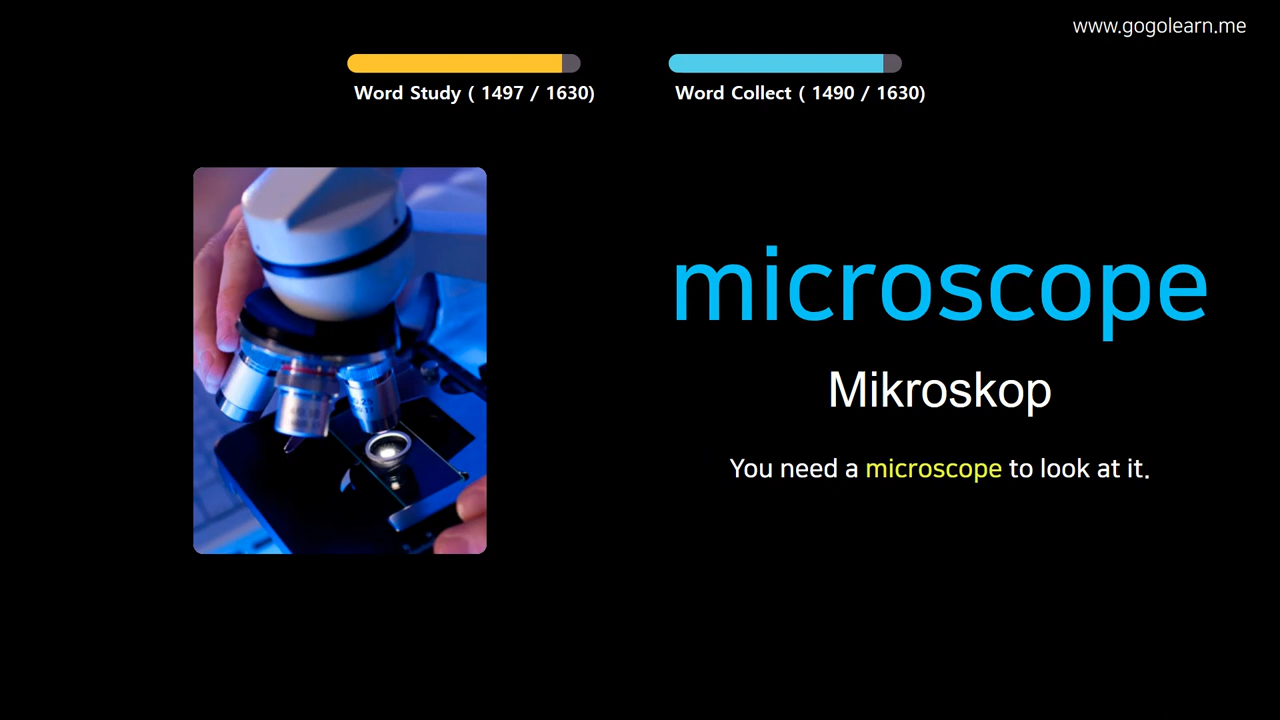 www.gogolearn.me
Word Study ( 1497 / 1630)
Word Collect ( 1490 / 1630)
microscope
Mikroskop
You need a microscope to look at it.